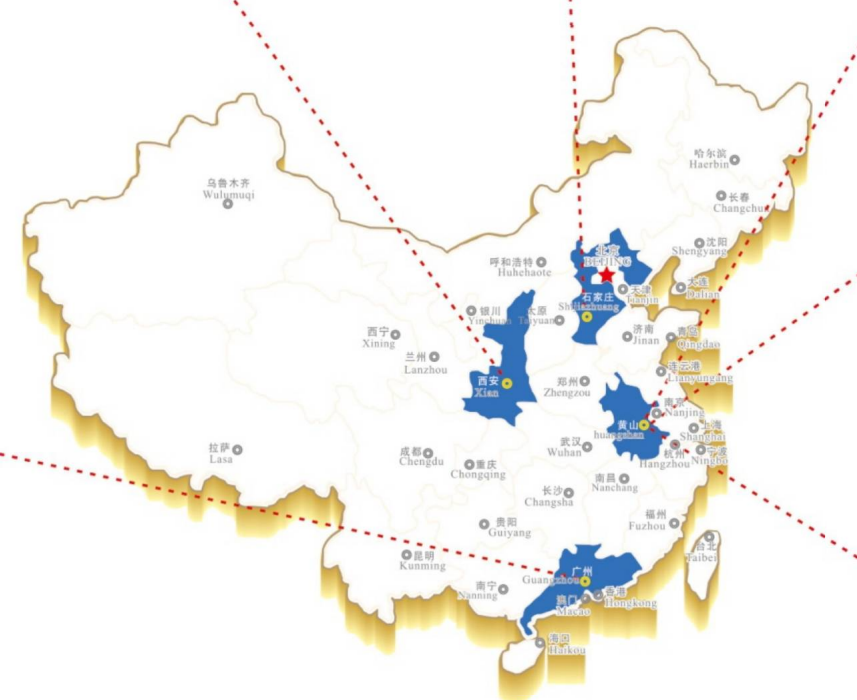 哈尔滨
Haerbin
乌鲁木齐
Wulumuqi
长春
Changchun
沈阳
Shengyang
北京
BEIJING
呼和浩特
Huhehaote
大连
Dalian
天津
Tianjin
石家庄
Shijiazhuang
银川
Yinchuan
太原
Taiyuan
西宁
Xining
济南
Jinan
青岛
Qingdao
兰州
Lanzhou
连云港
Lianyungang
西安
Xian
郑州
Zhengzou
南京
Nanjing
黄山
huangshan
上海
Shanghai
拉萨
Lasa
成都
Chengdu
武汉
Wuhan
杭州
Hangzhou
宁波
Ningbo
重庆
Chongqing
南昌
Nanchang
长沙
Changsha
贵阳
Guiyang
福州
Fuzhou
台北
Taibei
昆明
Kunming
广州
Guangzhou
南宁
Nanning
澳门
Macao
香港
Hongkong
海口
Haikou